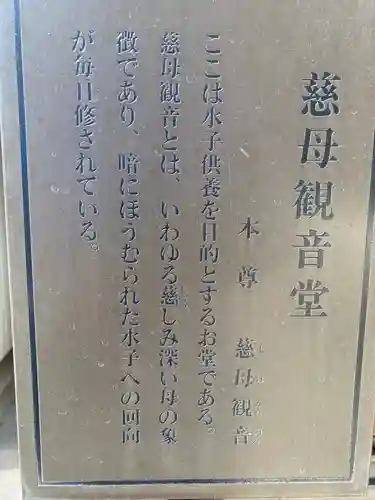 慈母観音堂
本尊 慈母観音
ここは水子供養を目的とするお堂である。
慈母観音とは、いわゆる慈しみ深い母の象
徴であり、暗にほうむられた水子への回向
が毎日修されている。